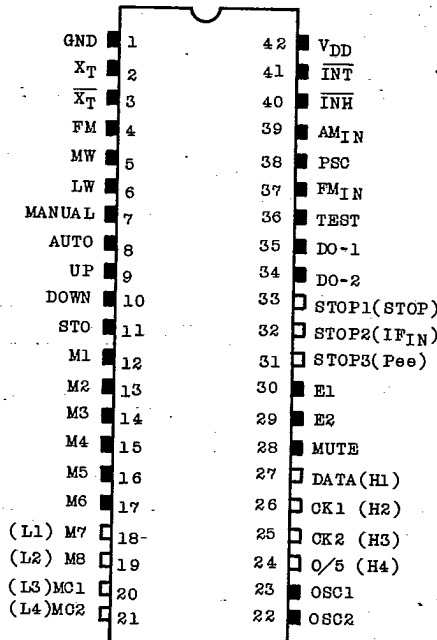 GND 1 42 VDD
XT 2 41 INT
XT 3 40 INH
FM 4 39 AMIN
MW 5 38 PSC
LW 6 37 FMIN
MANUAL 7 36 TEST
AUTO 8 35 DO-1
UP 9 34 DO-2
DOWN 10 33 STOP1(STOP)
STO 11 32 STOP2(IFIN)
M1 12 31 STOP3(Pee)
M2 13 30 E1
M3 14 29 E2
M4 15 28 MUTE
M5 16 27 DATA(H1)
M6 17 26 CK1 (H2)
(L1) M7 18 25 CK2 (H3)
(L2) M8 19 24 0/5 (H4)
(L3)MC1 20 23 OSC1
(L4)MC2 21 22 OSC2